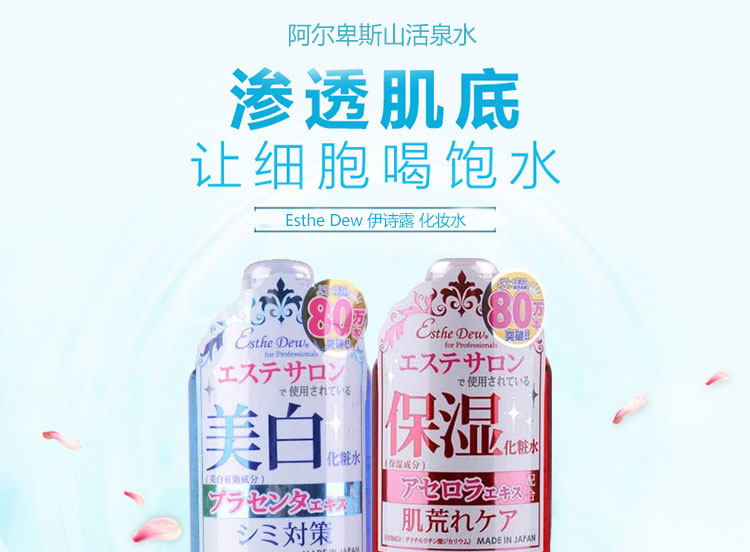 阿尔卑斯山活泉水
渗透肌底
让细胞喝饱水
Esthe Dew 伊诗露 化妆水
80万本
突破!!
Esthe Dew
for Professionals
エステサロン
で使用されている
美白
化粧水
(美白有効成分)
プラセンタエキス
シミ対策
MADE IN JAPAN
80万本
突破!!
Esthe Dew
for Professionals
エステサロン
で使用されている
保湿
化粧水
(保湿成分)
アセロラエキス
配合
肌荒れケア
MADE IN JAPAN